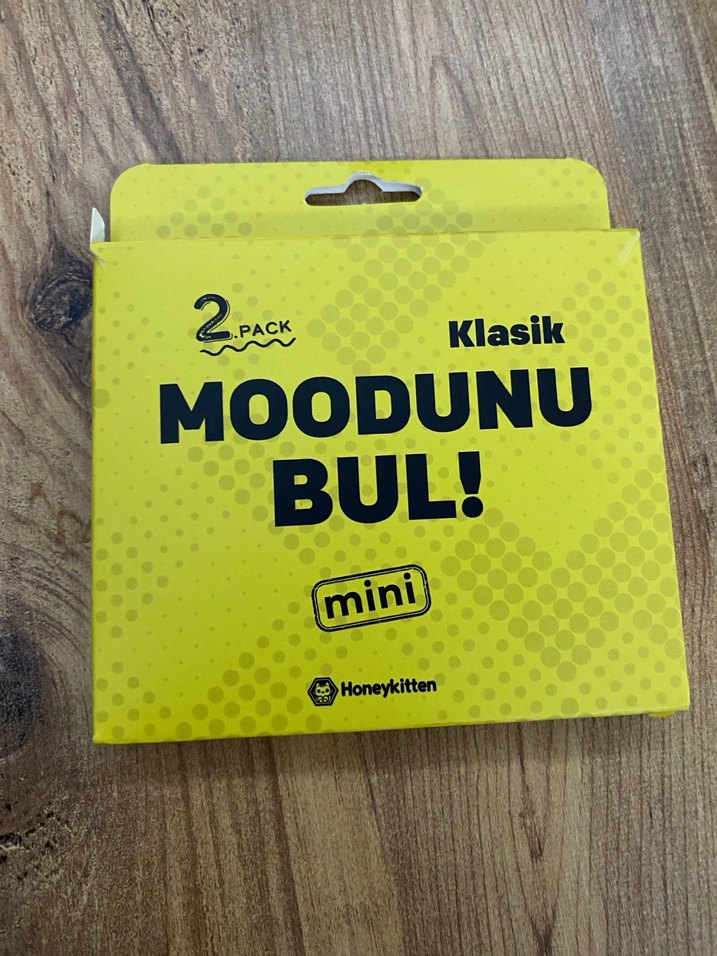 2.PACK
Klasik
MOODUNU
BUL!
mini
Honeykitten